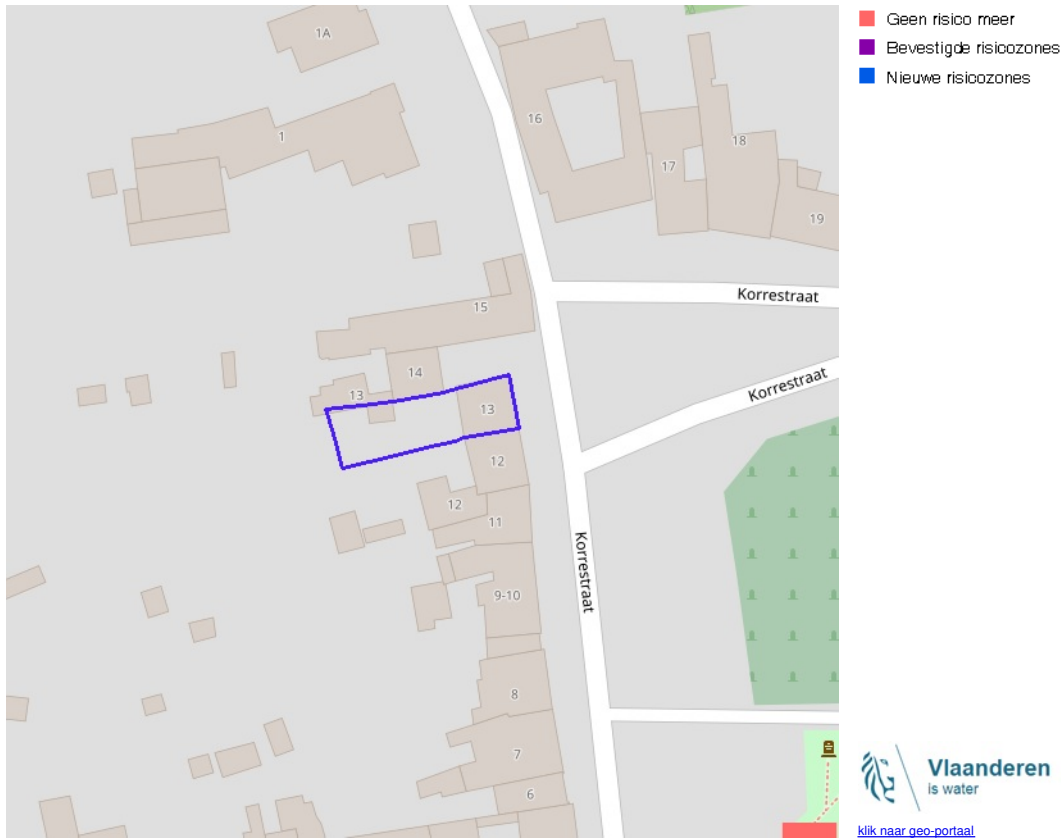 Geen risico meer
Bevestigde risicozones
Nieuwe risicozones
1A
16
1
17
18
19
Korrestraat
15
14
Korrestraat
13
13
12
12
11
Korrestraat
9-10
8
7
6
Vlaanderen
is water
klik naar geo-portaal